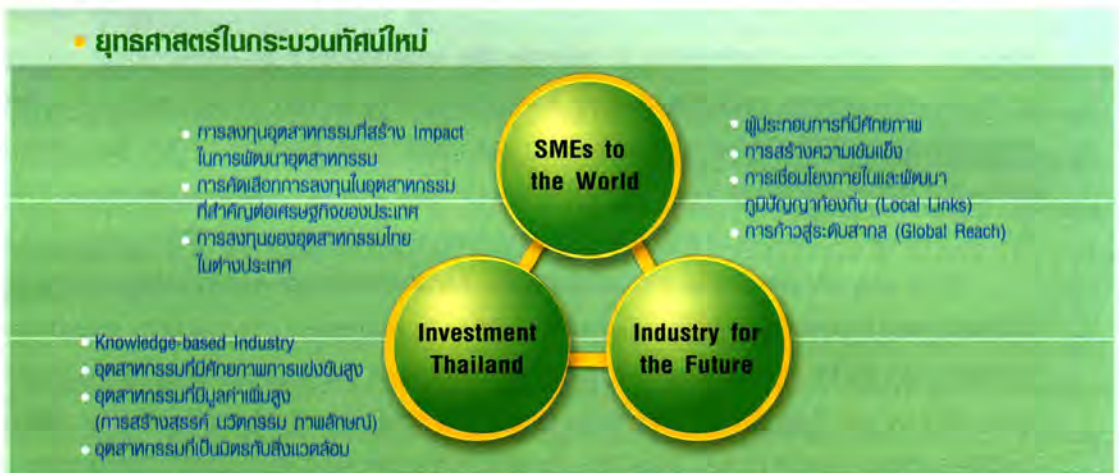 • ยุทธศาสตร์ในกระบวนทัศน์ใหม่
• การลงทุนอุตสาหกรรมที่สร้าง Impact
ในการพัฒนาอุตสาหกรรม
• การคัดเลือกการลงทุนในอุตสาหกรรม
ที่สำคัญต่อเศรษฐกิจของประเทศ
• การลงทุนของอุตสาหกรรมไทย
ในต่างประเทศ
SMEs to
the World
• ผู้ประกอบการที่มีศักยภาพ
• การสร้างความเข้มแข็ง
• การเชื่อมโยงภายในและพัฒนา
ภูมิปัญญาท้องถิ่น (Local Links)
• การก้าวสู่ระดับสากล (Global Reach)
Investment
Thailand
Industry for
the Future
• Knowledge-based Industry
• อุตสาหกรรมที่มีศักยภาพการแข่งขันสูง
• อุตสาหกรรมที่มีมูลค่าเพิ่มสูง
(การสร้างสรรค์ นวัตกรรม ภาพลักษณ์)
• อุตสาหกรรมที่เป็นมิตรกับสิ่งแวดล้อม